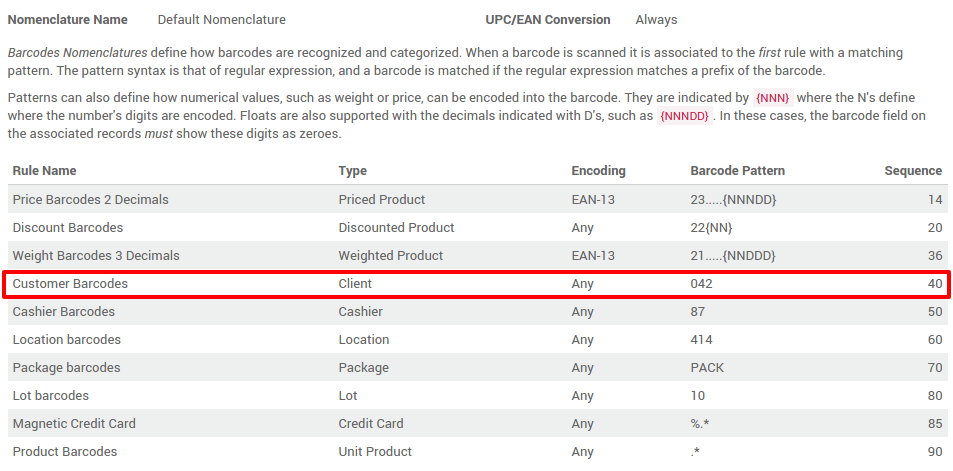 Nomenclature Name Default Nomenclature UPC/EAN Conversion Always
Barcodes Nomenclatures define how barcodes are recognized and categorized. When a barcode is scanned it is associated to the first rule with a matching
pattern. The pattern syntax is that of regular expression, and a barcode is matched if the regular expression matches a prefix of the barcode.
Patterns can also define how numerical values, such as weight or price, can be encoded into the barcode. They are indicated by {NNN} where the N's define
where the number's digits are encoded. Floats are also supported with the decimals indicated with D's, such as {NNNDD}. In these cases, the barcode field on
the associated records must show these digits as zeroes.
Rule Name Type Encoding Barcode Pattern Sequence
Price Barcodes 2 Decimals Priced Product EAN-13 23.....{NNNDD} 14
Discount Barcodes Discounted Product Any 22{NN} 20
Weight Barcodes 3 Decimals Weighted Product EAN-13 21.....{NNDDD} 36
Customer Barcodes Client Any 042 40
Cashier Barcodes Cashier Any 87 50
Location barcodes Location Any 414 60
Package barcodes Package Any PACK 70
Lot barcodes Lot Any 10 80
Magnetic Credit Card Credit Card Any %.* 85
Product Barcodes Unit Product Any .* 90